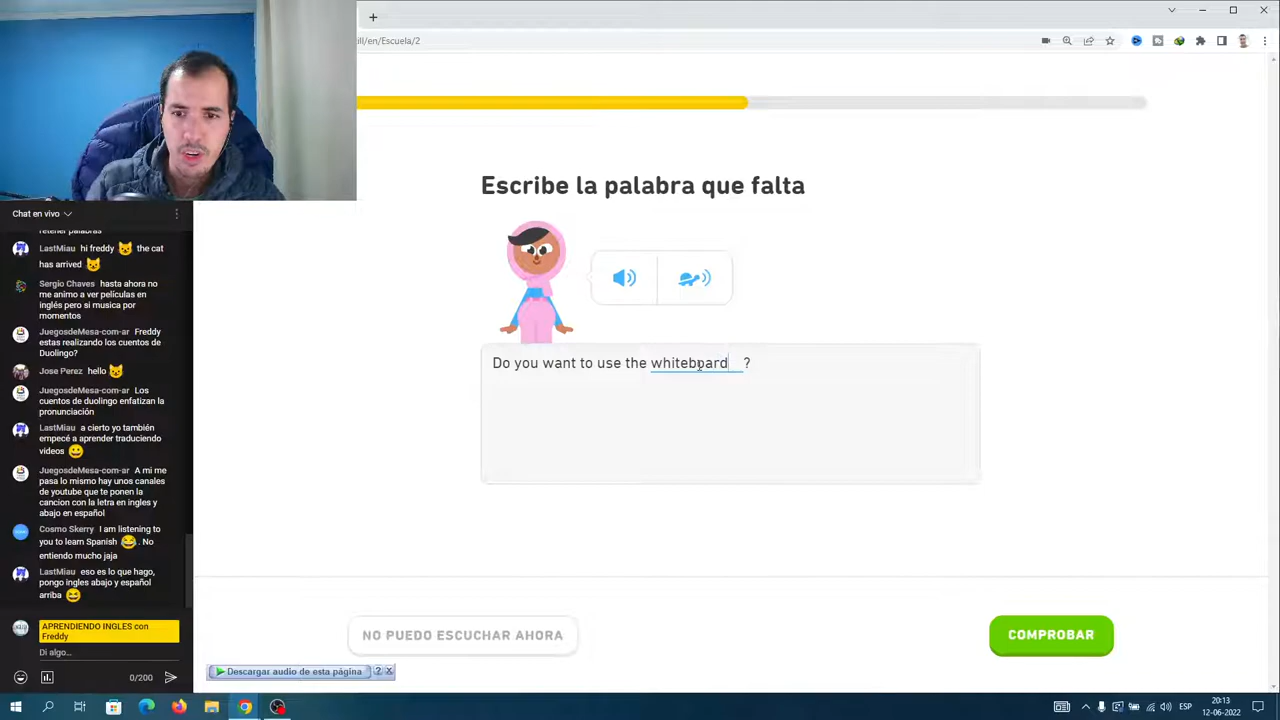 ill/en/Escuela/2
Escribe la palabra que falta
Do you want to use the whiteboard ?
NO PUEDO ESCUCHAR AHORA
COMPROBAR
Descargar audio de esta página
? X
Chat en vivo
retener palabras
LastMiau hi freddy 😺 the cat
has arrived 😺
Sergio Chaves hasta ahora no
me animo a ver películas en
inglés pero si musica por
momentos
JuegosdeMesa-com-ar Freddy
estas realizando los cuentos de
Duolingo?
Jose Perez hello 😺
JuegosdeMesa-com-ar Los
cuentos de duolingo enfatizan la
pronunciación
LastMiau a cierto yo también
empecé a aprender traduciendo
videos 😀
JuegosdeMesa-com-ar A mi me
pasa lo mismo hay unos canales
de youtube que te ponen la
cancion con la letra en ingles y
abajo en español
Cosmo Skerry I am listening to
you to learn Spanish 😂. No
entiendo mucho jaja
LastMiau eso es lo que hago,
pongo ingles abajo y español
arriba 😆
APRENDIENDO INGLES con
Freddy
Di algo...
0/200
ESP
20:13
12-06-2022